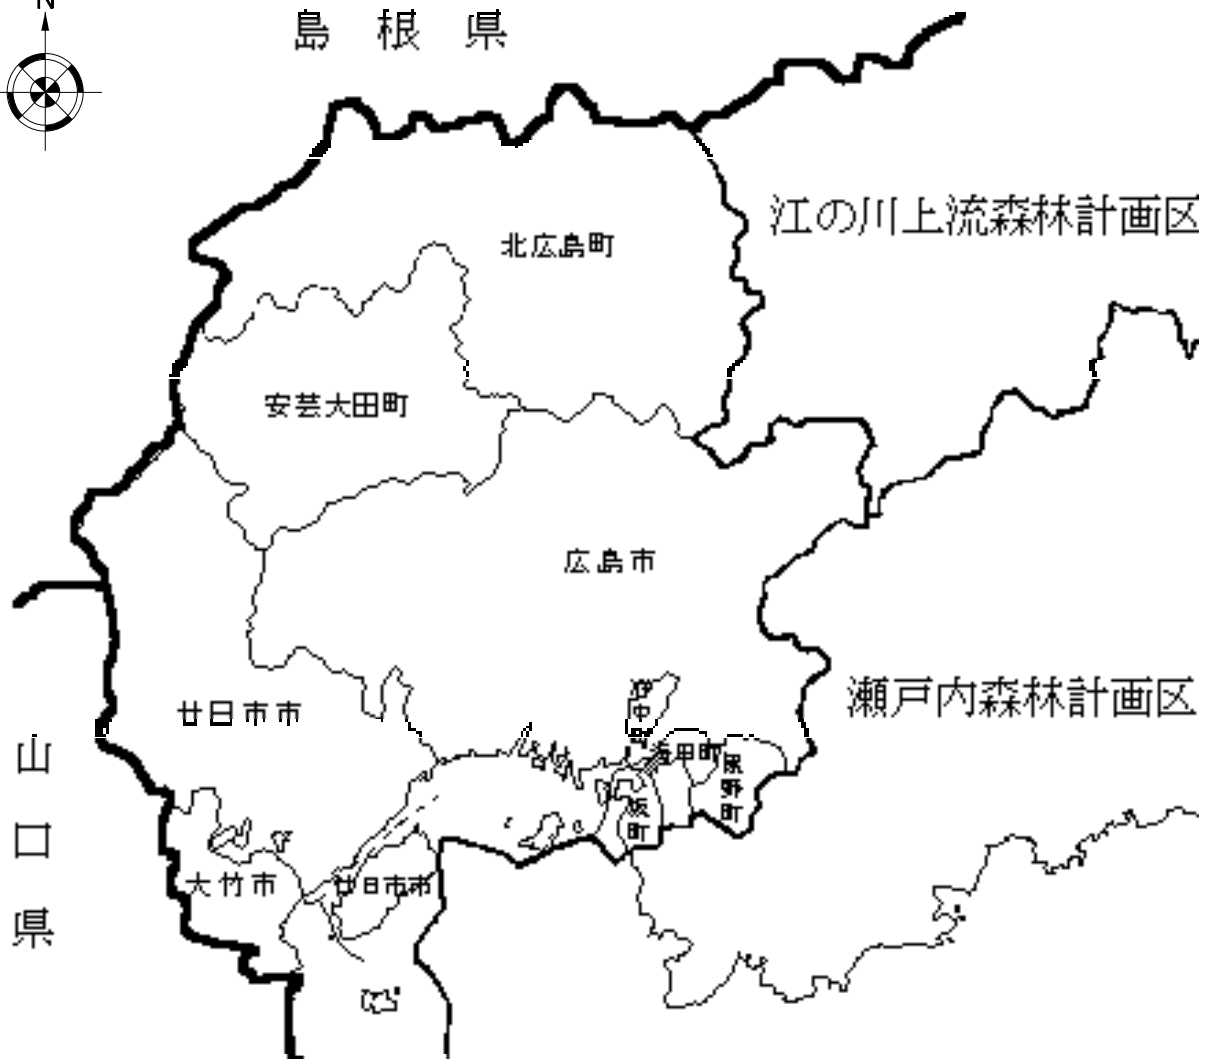 N
島根県
江の川上流森林計画区
北広島町
安芸大田町
広島市
瀬戸内森林計画区
廿日市市
府中町
海田町
熊野町
坂町
山口県
大竹市
廿日市市